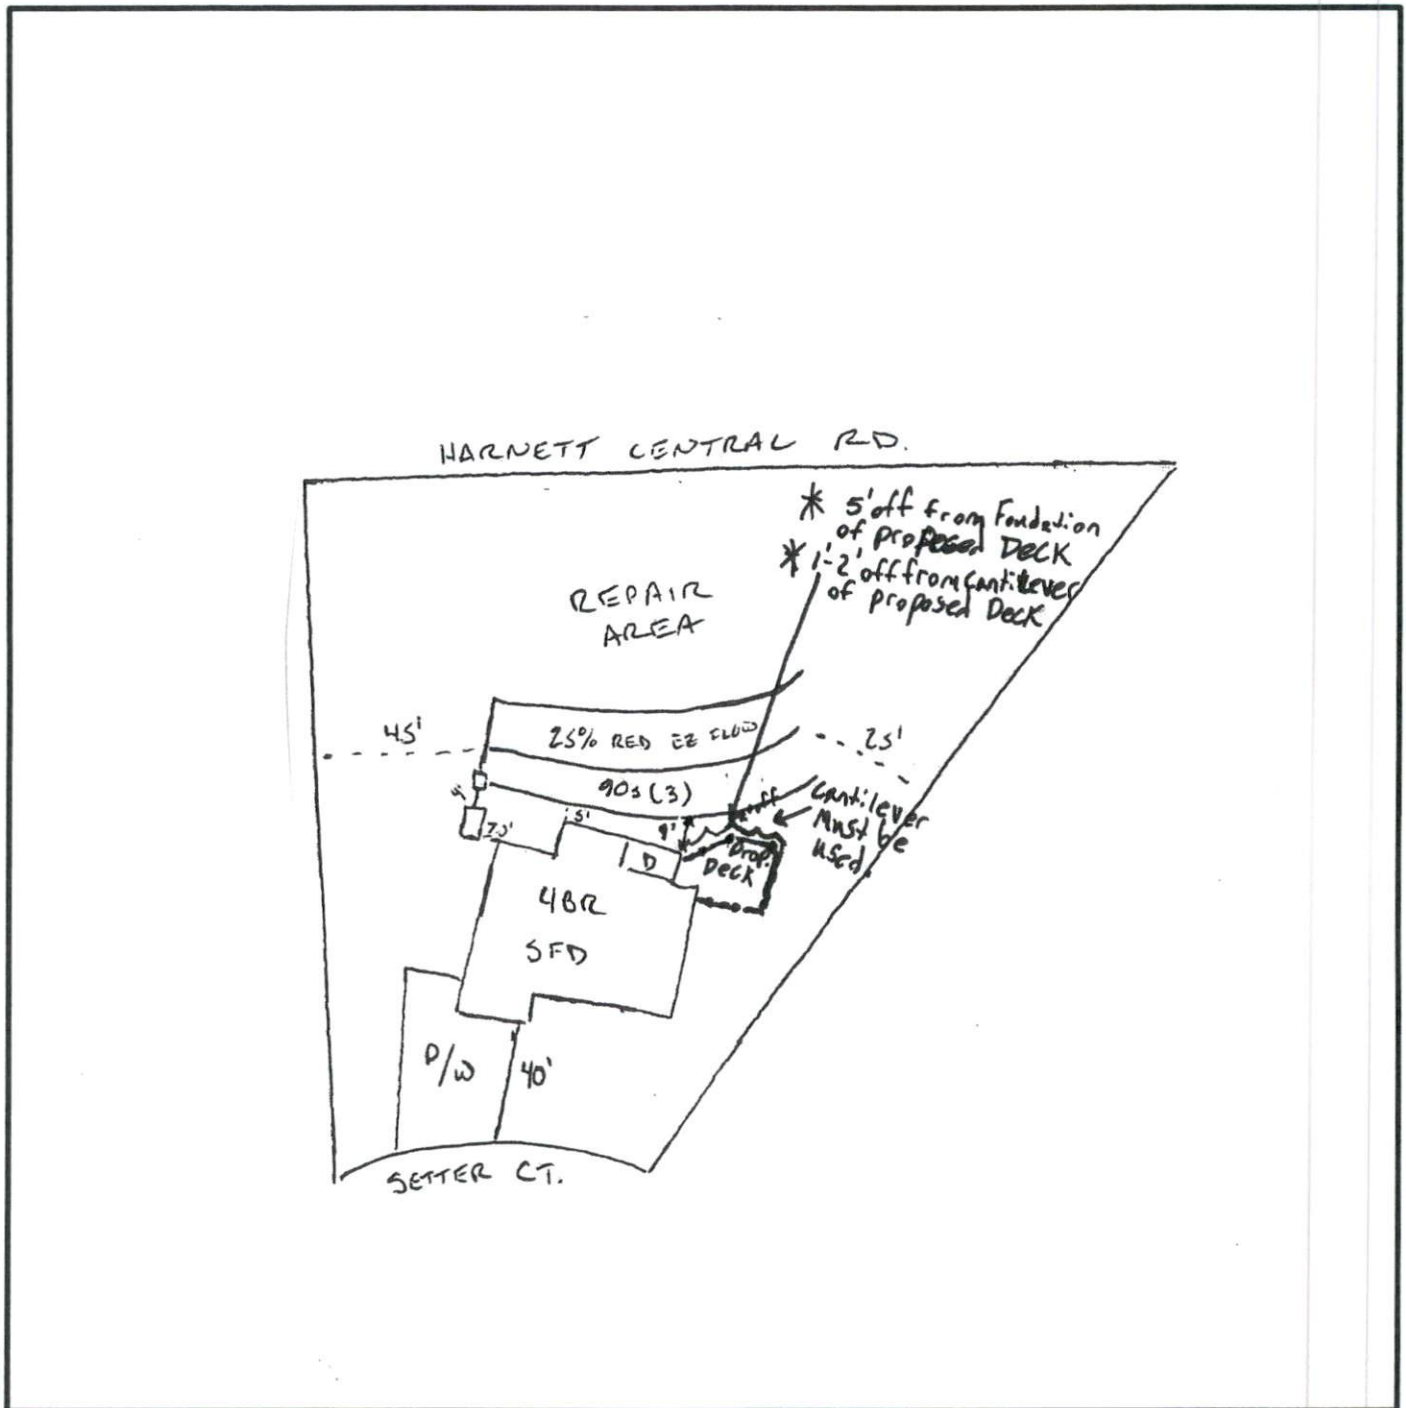 HARNETT CENTRAL RD.
* 5' off from Foundation
of proposed DECK
* 1'-2' off from Cantilever
of proposed Deck
REPAIR
AREA
45'
25% RED EZ FLOW
25'
90s (3)
Cantilever
Must be
used.
5'
9'
D
Prop.
DECK
4BR
SFD
D/W
40'
SETTER CT.